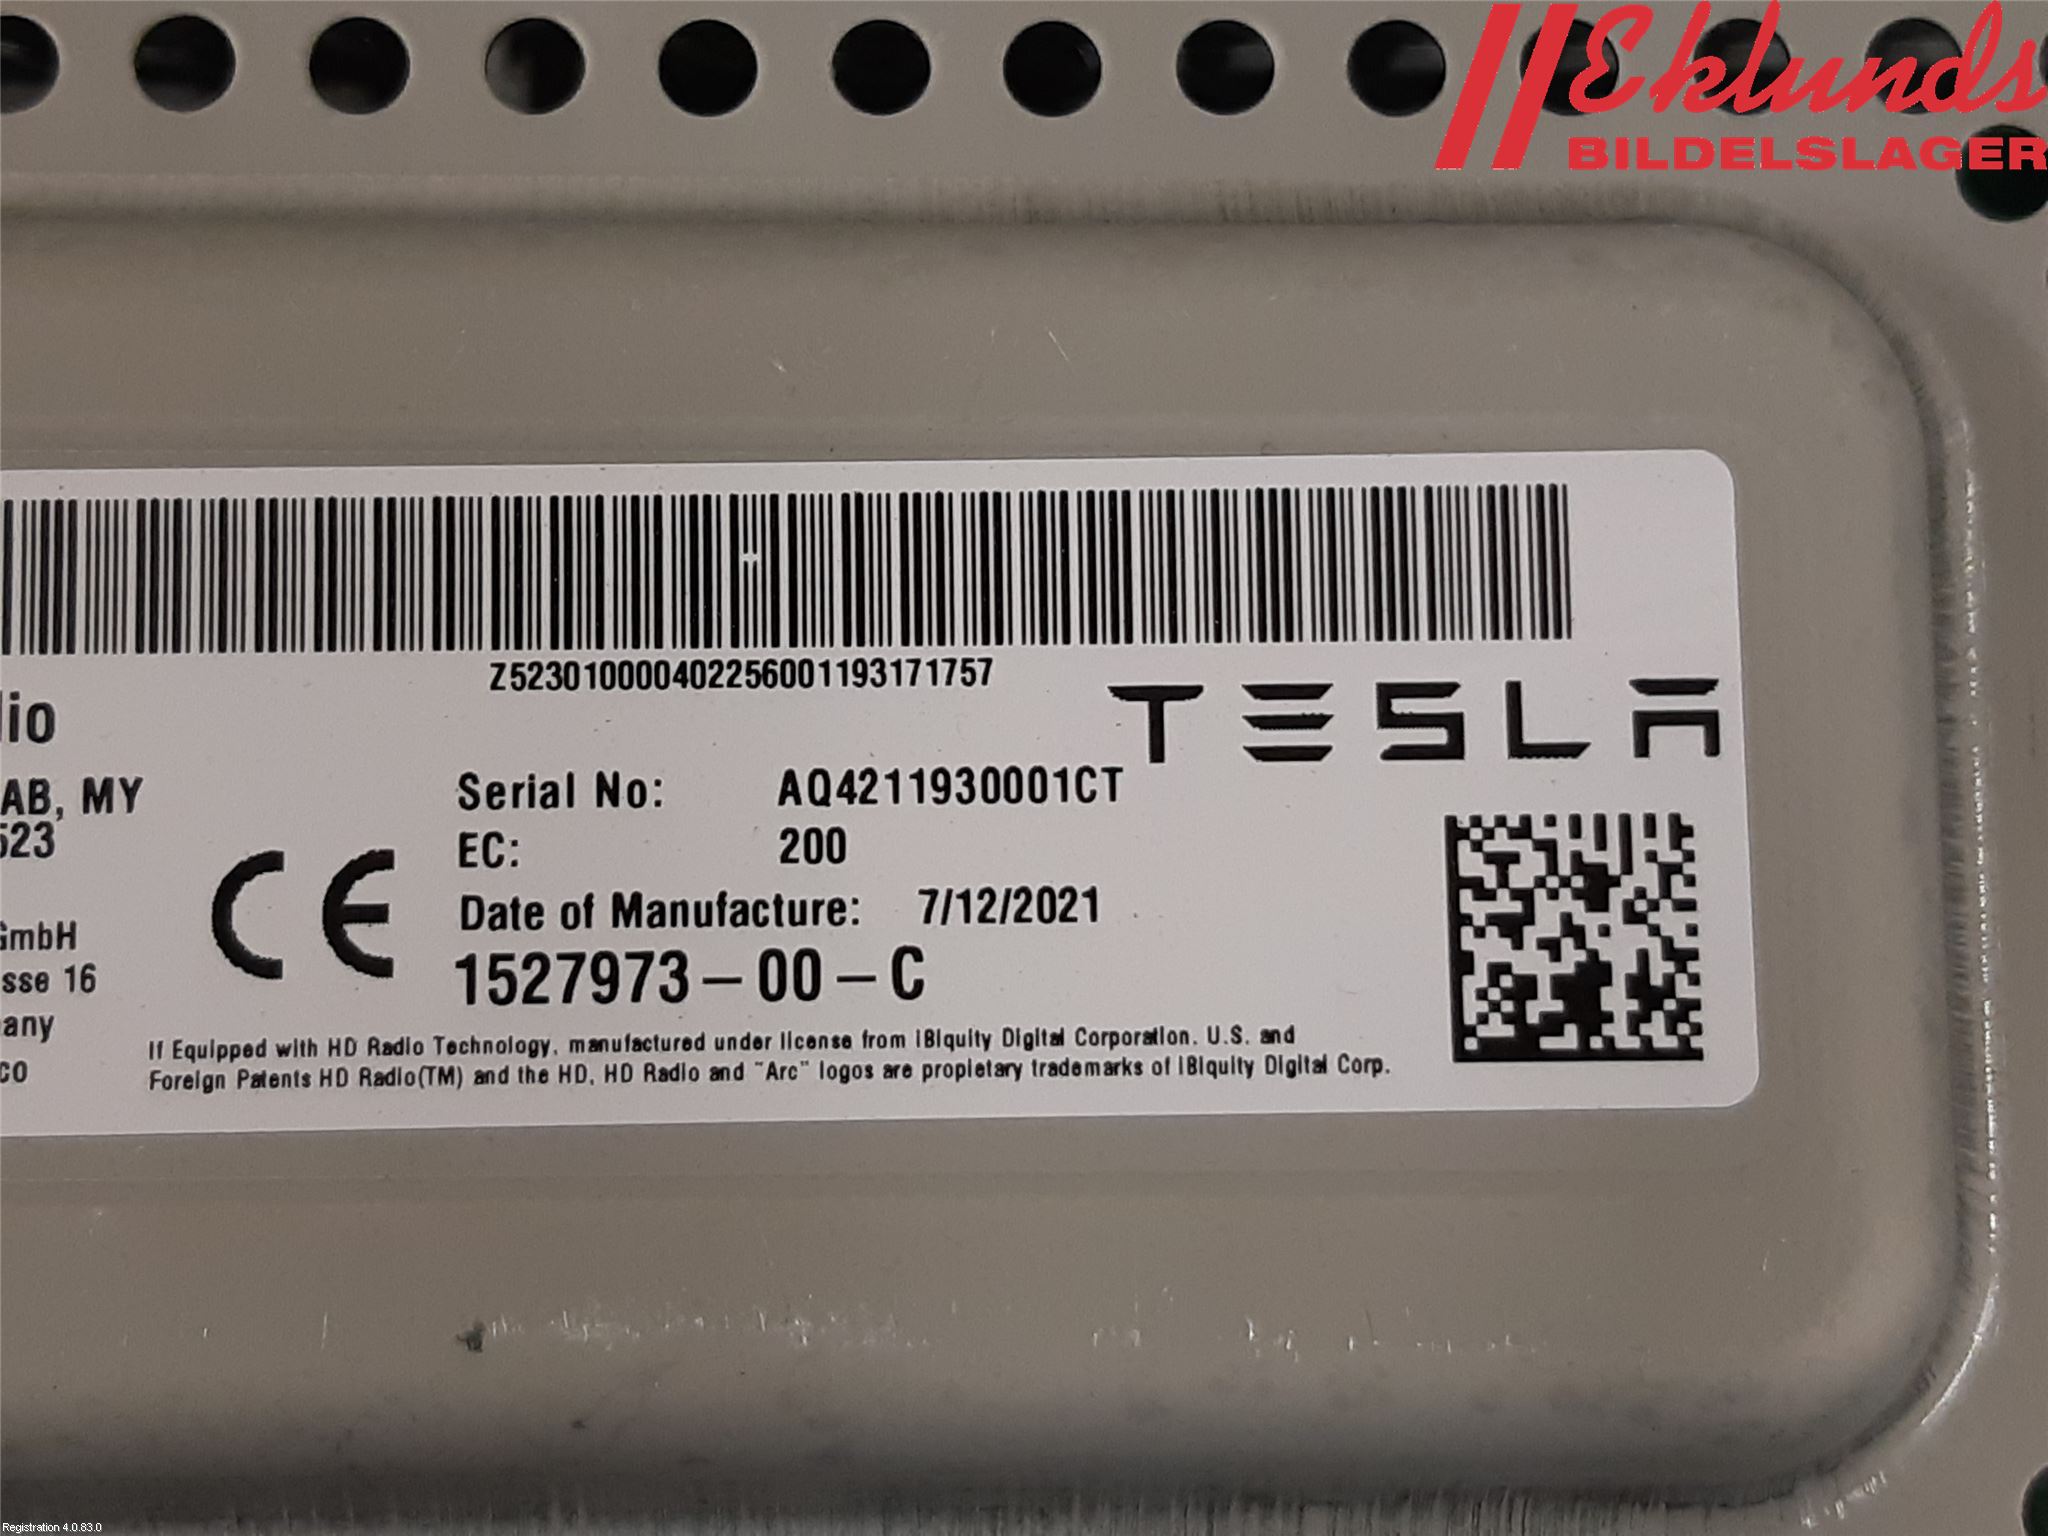 Eklunds
BILDELSLAGER
Z5230100004022560011931 71757
TESLA
AB, MY
523
GmbH
sse 16
any
co
Serial No: AQ4211930001CT
EC: 200
Date of Manufacture: 7/12/2021
1527973-00-C
CE
If Equipped with HD Radio Technology, manufactured under license from iBiquity Digital Corporation. U.S. and
Foreign Patents HD Radio(TM) and the HD, HD Radio and "Arc" logos are propietary trademarks of iBiquity Digital Corp.
Registration 4.0.83.0